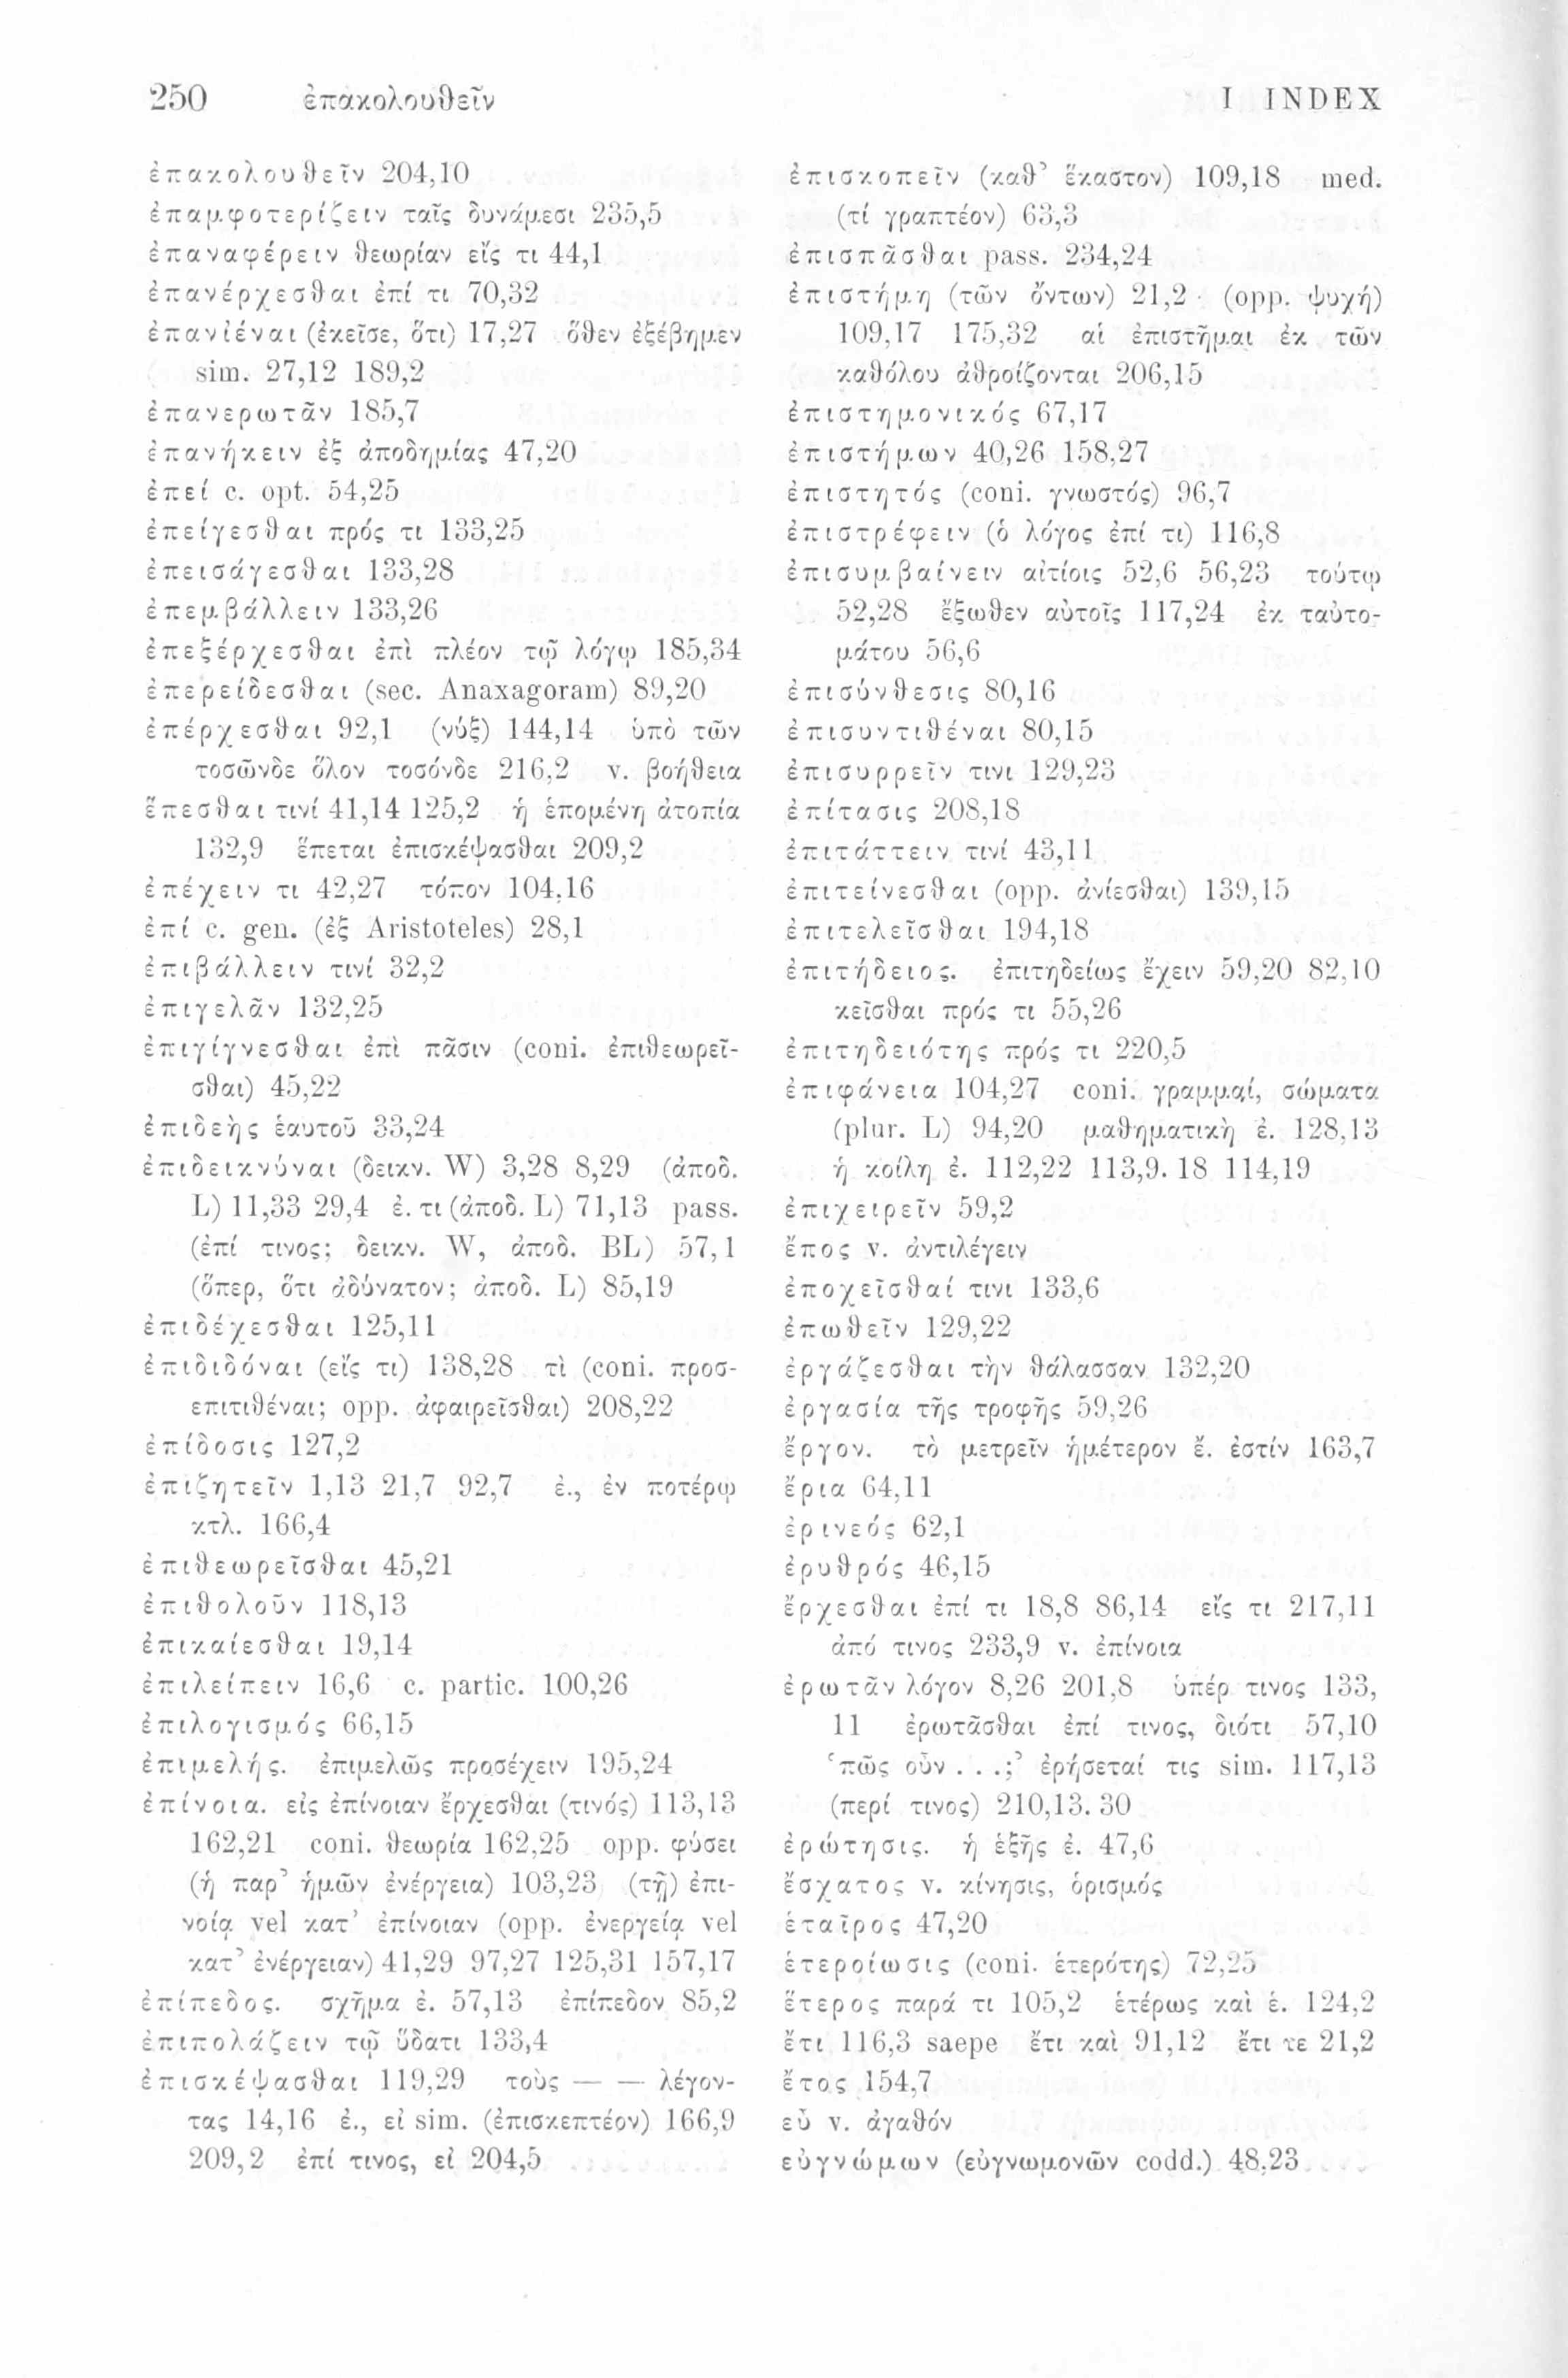 250 ἐπακολουθεῖν I INDEX
ἐπακολουθεῖν 204,10
ἐπαμφοτερίζειν ταῖς δυνάμεσι 235,5
ἐπαναφέρειν θεωρίαν εἴς τι 44,1
ἐπανέρχεσθαι ἐπί τι 70,32
ἐπανιέναι (ἐκεῖσε, ὅτι) 17,27 ὅθεν ἐξέβημεν
sim. 27,12 189,2
ἐπανερωτᾶν 185,7
ἐπανήκειν ἐξ ἀποδημίας 47,20
ἐπεί c. opt. 54,25
ἐπείγεσθαι πρός τι 133,25
ἐπεισάγεσθαι 133,28
ἐπεμβάλλειν 133,26
ἐπεξέρχεσθαι ἐπὶ πλέον τῷ λόγῳ 185,34
ἐπερείδεσθαι (sec. Anaxagoram) 89,20
ἐπέρχεσθαι 92,1 (νύξ) 144,14 ὑπὸ τῶν
τοσῶνδε ὅλον τοσόνδε 216,2 v. βοήθεια
ἕπεσθαι τινί 41,14 125,2 ἡ ἑπομένη ἀτοπία
132,9 ἕπεται ἐπισκέψασθαι 209,2
ἐπέχειν τι 42,27 τόπον 104,16
ἐπί c. gen. (ἐξ Aristoteles) 28,1
ἐπιβάλλειν τινί 32,2
ἐπιγελᾶν 132,25
ἐπιγίγνεσθαι ἐπὶ πᾶσιν (coni. ἐπιθεωρεῖ-
σθαι) 45,22
ἐπιδεὴς ἑαυτοῦ 33,24
ἐπιδεικνύναι (δεικν. W) 3,28 8,29 (ἀποδ.
L) 11,33 29,4 ἐ. τι (ἀποδ. L) 71,13 pass.
(ἐπί τινος; δεικν. W, ἀποδ. BL) 57,1
(ὅπερ, ὅτι ἀδύνατον; ἀποδ. L) 85,19
ἐπιδέχεσθαι 125,11
ἐπιδιδόναι (εἴς τι) 138,28 τὶ (coni. προσ-
επιτιθέναι; opp. ἀφαιρεῖσθαι) 208,22
ἐπίδοσις 127,2
ἐπιζητεῖν 1,13 21,7 92,7 ἐ., ἐν ποτέρῳ
κτλ. 166,4
ἐπιθεωρεῖσθαι 45,21
ἐπιθολοῦν 118,13
ἐπικαίεσθαι 19,14
ἐπιλείπειν 16,6 c. partic. 100,26
ἐπιλογισμός 66,15
ἐπιμελής. ἐπιμελῶς προσέχειν 195,24
ἐπίνοια. εἰς ἐπίνοιαν ἔρχεσθαι (τινός) 113,13
162,21 coni. θεωρία 162,25 opp. φύσει
(ἡ παρ’ ἡμῶν ἐνέργεια) 103,23 (τῇ) ἐπι-
νοίᾳ vel κατ’ ἐπίνοιαν (opp. ἐνεργείᾳ vel
κατ’ ἐνέργειαν) 41,29 97,27 125,31 157,17
ἐπίπεδος. σχῆμα ἐ. 57,13 ἐπίπεδον 85,2
ἐπιπολάζειν τῷ ὕδατι 133,4
ἐπισκέψασθαι 119,29 τοὺς — — λέγον-
τας 14,16 ἐ., εἰ sim. (ἐπισκεπτέον) 166,9
209,2 ἐπί τινος, εἰ 204,5
ἐπισκοπεῖν (καθ’ ἕκαστον) 109,18 med.
(τί γραπτέον) 63,3
ἐπισπᾶσθαι pass. 234,24
ἐπιστήμη (τῶν ὄντων) 21,2 (opp. ψυχή)
109,17 175,32 αἱ ἐπιστῆμαι ἐκ τῶν
καθόλου ἀθροίζονται 206,15
ἐπιστημονικός 67,17
ἐπιστήμων 40,26 158,27
ἐπιστητός (coni. γνωστός) 96,7
ἐπιστρέφειν (ὁ λόγος ἐπί τι) 116,8
ἐπισυμβαίνειν αἰτίοις 52,6 56,23 τούτῳ
52,28 ἔξωθεν αὐτοῖς 117,24 ἐκ ταὐτο-
μάτου 56,6
ἐπισύνθεσις 80,16
ἐπισυντιθέναι 80,15
ἐπισυρρεῖν τινι 129,23
ἐπίτασις 208,18
ἐπιτάττειν τινί 43,11
ἐπιτείνεσθαι (opp. ἀνίεσθαι) 139,15
ἐπιτελεῖσθαι 194,18
ἐπιτήδειος. ἐπιτηδείως ἔχειν 59,20 82,10
κεῖσθαι πρός τι 55,26
ἐπιτηδειότης πρός τι 220,5
ἐπιφάνεια 104,27 coni. γραμμαί, σώματα
(plur. L) 94,20 μαθηματικὴ ἐ. 128,13
ἡ κοίλη ἐ. 112,22 113,9. 18 114,19
ἐπιχειρεῖν 59,2
ἔπος v. ἀντιλέγειν
ἐποχεῖσθαί τινι 133,6
ἐπωθεῖν 129,22
ἐργάζεσθαι τὴν θάλασσαν 132,20
ἐργασία τῆς τροφῆς 59,26
ἔργον. τὸ μετρεῖν ἡμέτερον ἔ. ἐστίν 163,7
ἔρια 64,11
ἐρινεός 62,1
ἐρυθρός 46,15
ἔρχεσθαι ἐπί τι 18,8 86,14 εἴς τι 217,11
ἀπό τινος 233,9 v. ἐπίνοια
ἐρωτᾶν λόγον 8,26 201,8 ὑπέρ τινος 133,
11 ἐρωτᾶσθαι ἐπί τινος, διότι 57,10
‘πῶς οὖν . . .;’ ἐρήσεταί τις sim. 117,13
(περί τινος) 210,13. 30
ἐρώτησις. ἡ ἑξῆς ἐ. 47,6
ἔσχατος v. κίνησις, ὁρισμός
ἑταῖρος 47,20
ἑτεροίωσις (coni. ἑτερότης) 72,25
ἕτερος παρά τι 105,2 ἑτέρως καὶ ἑ. 124,2
ἔτι 116,3 saepe ἔτι καὶ 91,12 ἔτι τε 21,2
ἔτος 154,7
εὖ v. ἀγαθόν
εὐγνώμων (εὐγνωμονῶν codd.) 48,23